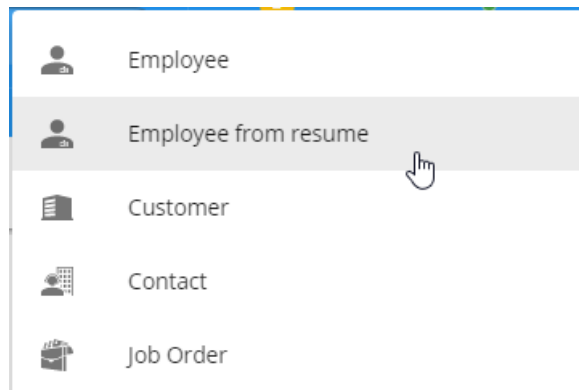 Employee
Employee from resume
Customer
Contact
Job Order